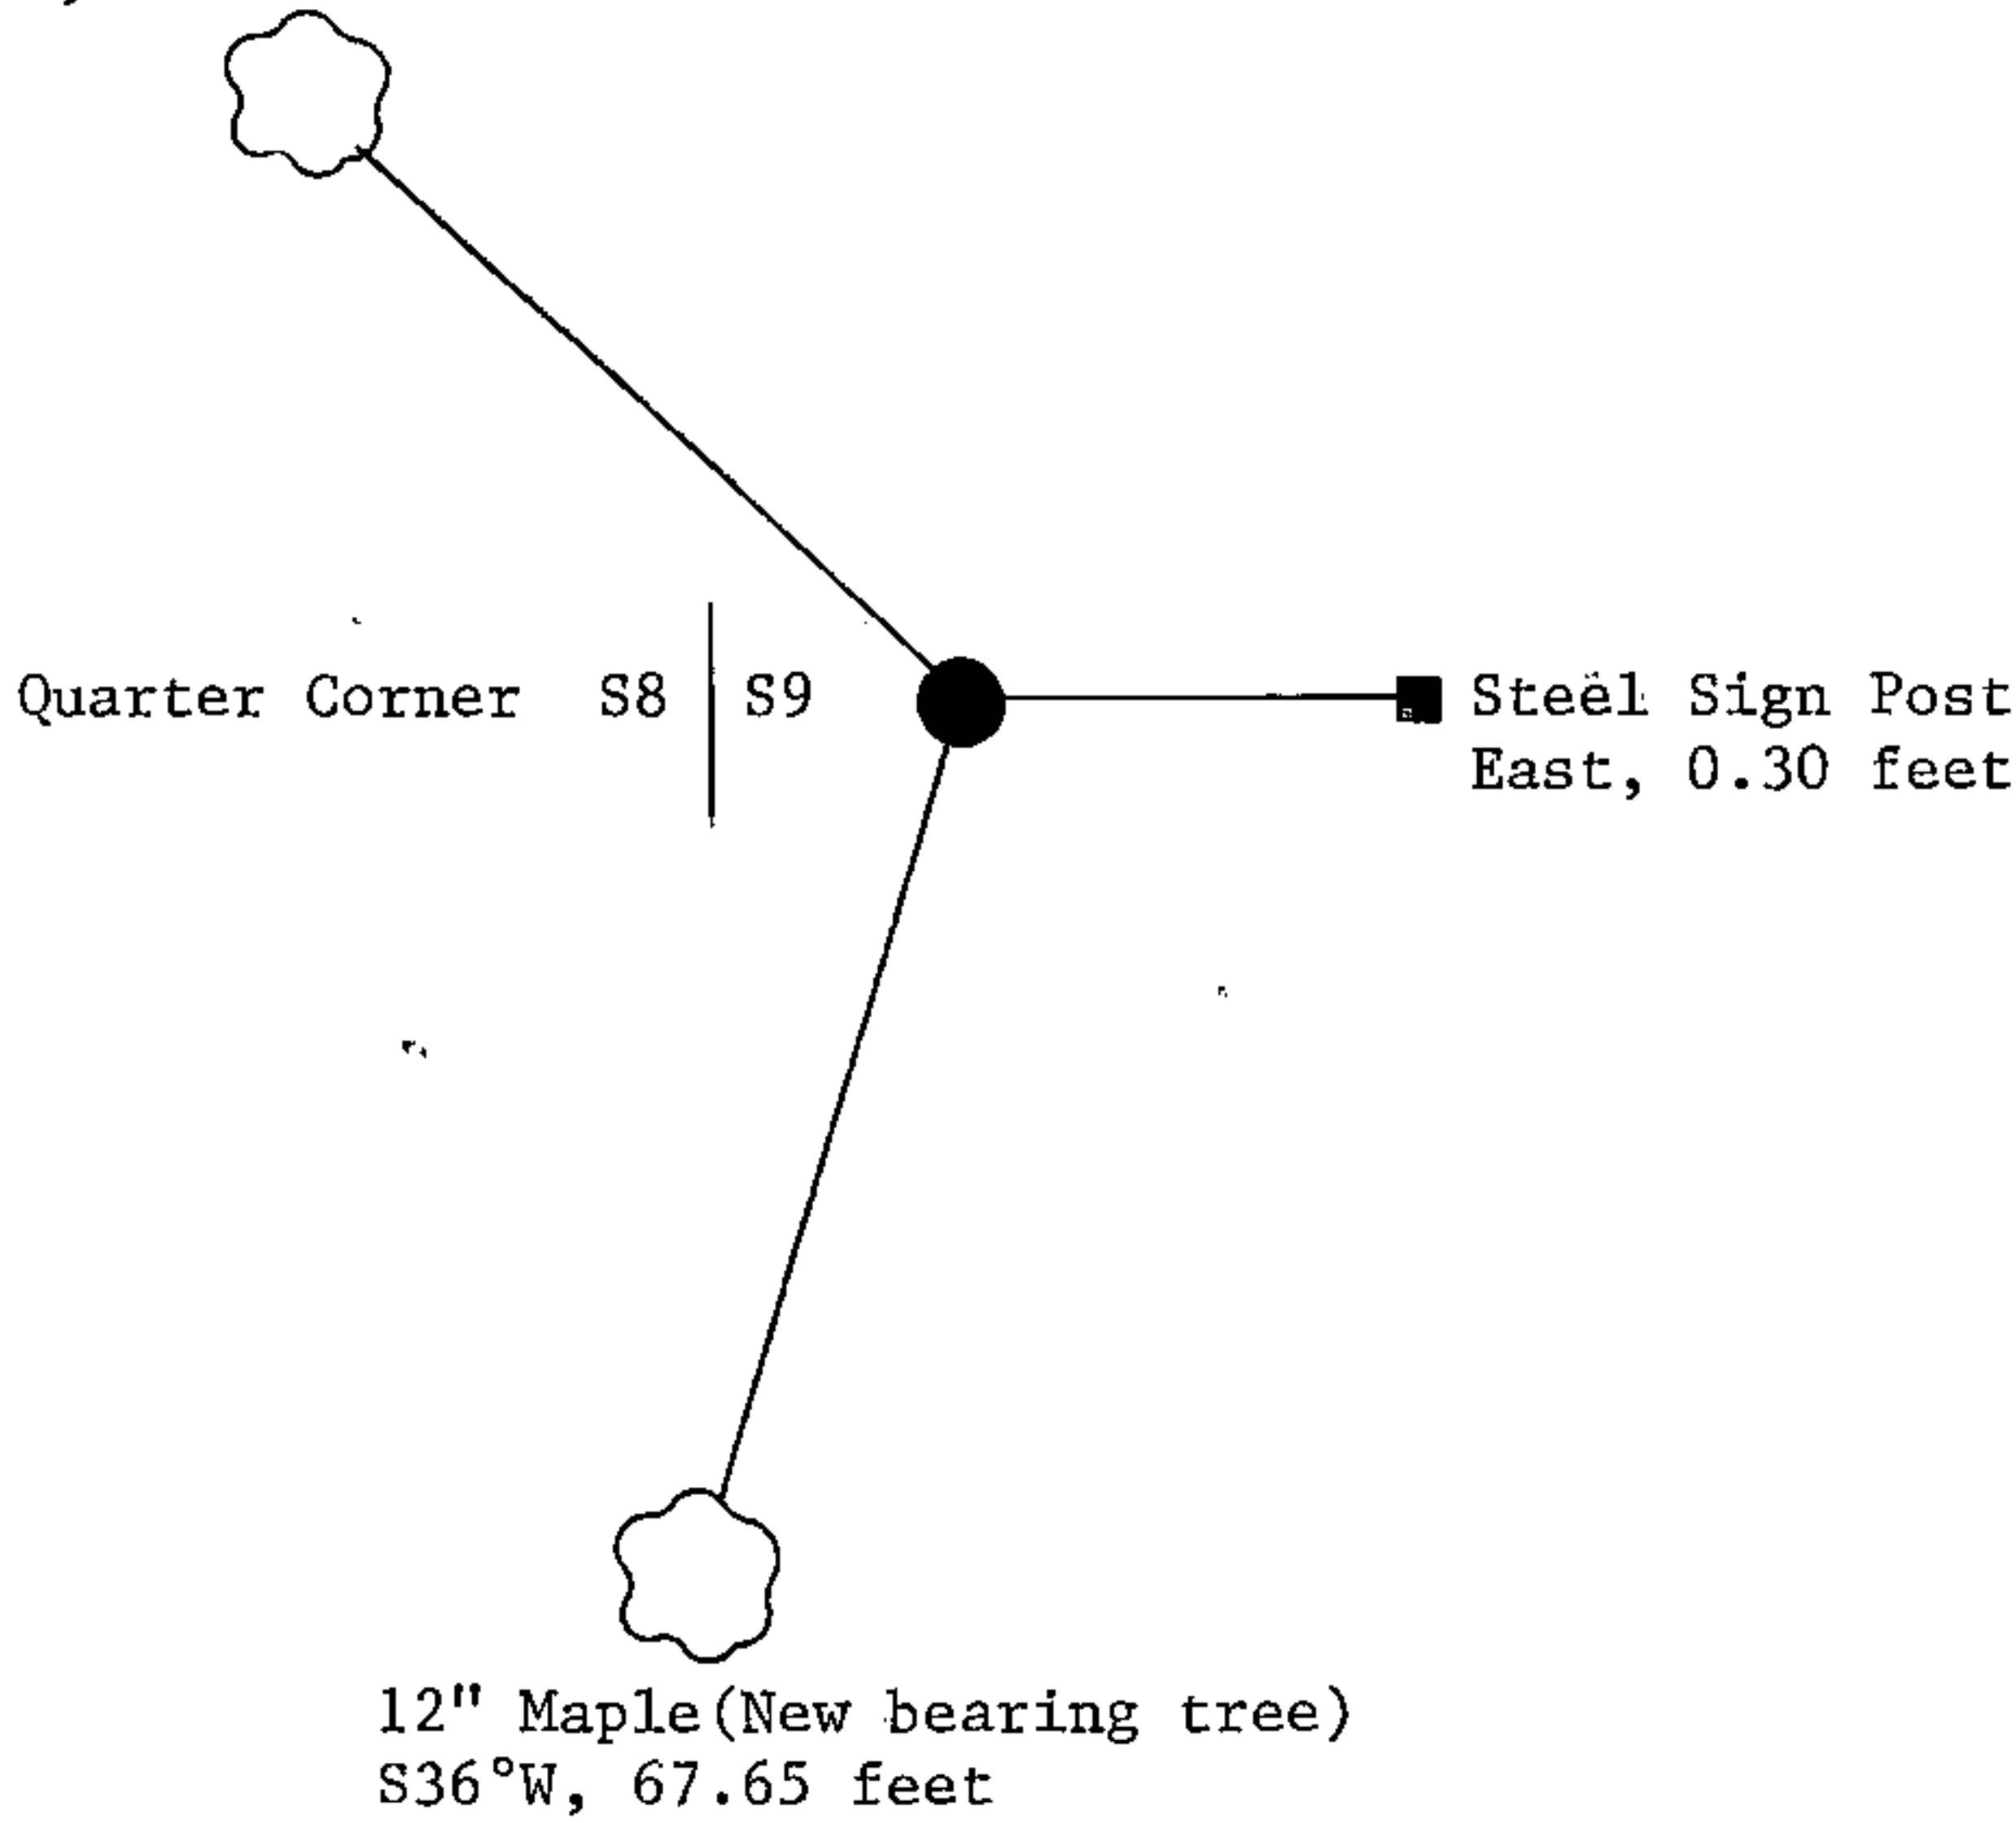 Quarter Corner S8 S9
Steel Sign Post
East, 0.30 feet
12" Maple(New bearing tree)
S36°W, 67.65 feet